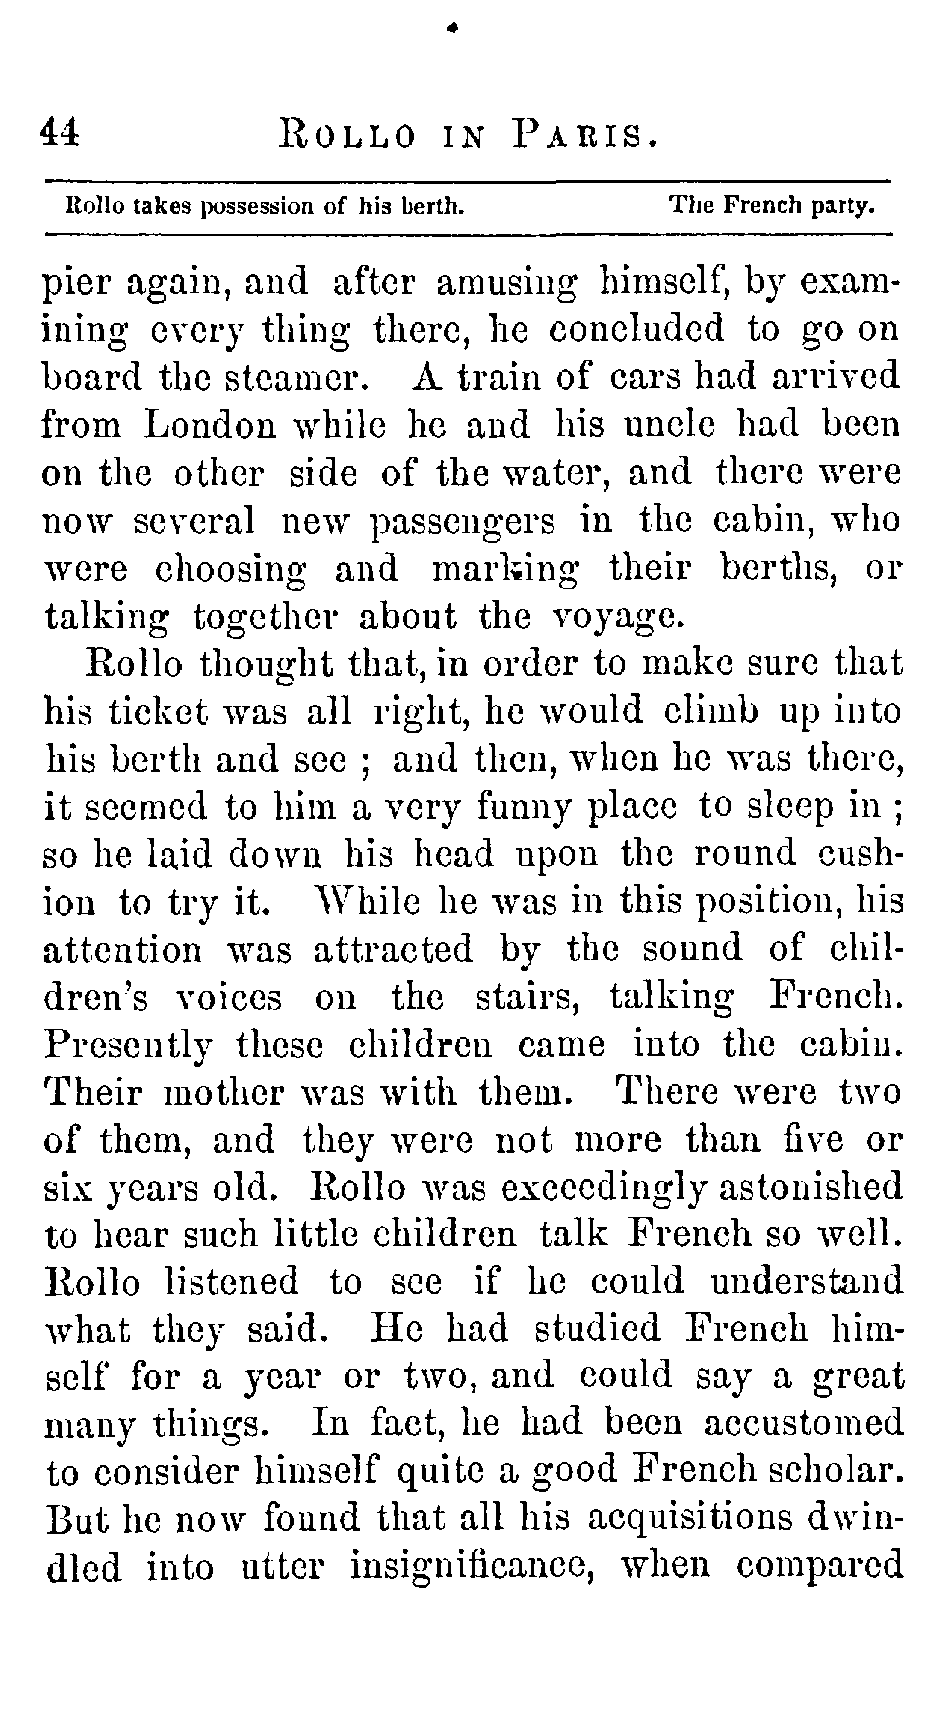 44 ROLLO IN PARIS.
Rollo takes possession of his berth. The French party.
pier again, and after amusing himself, by exam-
ining every thing there, he concluded to go on
board the steamer. A train of cars had arrived
from London while he and his uncle had been
on the other side of the water, and there were
now several new passengers in the cabin, who
were choosing and marking their berths, or
talking together about the voyage.
Rollo thought that, in order to make sure that
his ticket was all right, he would climb up into
his berth and see ; and then, when he was there,
it seemed to him a very funny place to sleep in ;
so he laid down his head upon the round cush-
ion to try it. While he was in this position, his
attention was attracted by the sound of chil-
dren's voices on the stairs, talking French.
Presently these children came into the cabin.
Their mother was with them. There were two
of them, and they were not more than five or
six years old. Rollo was exceedingly astonished
to hear such little children talk French so well.
Rollo listened to see if he could understand
what they said. He had studied French him-
self for a year or two, and could say a great
many things. In fact, he had been accustomed
to consider himself quite a good French scholar.
But he now found that all his acquisitions dwin-
dled into utter insignificance, when compared